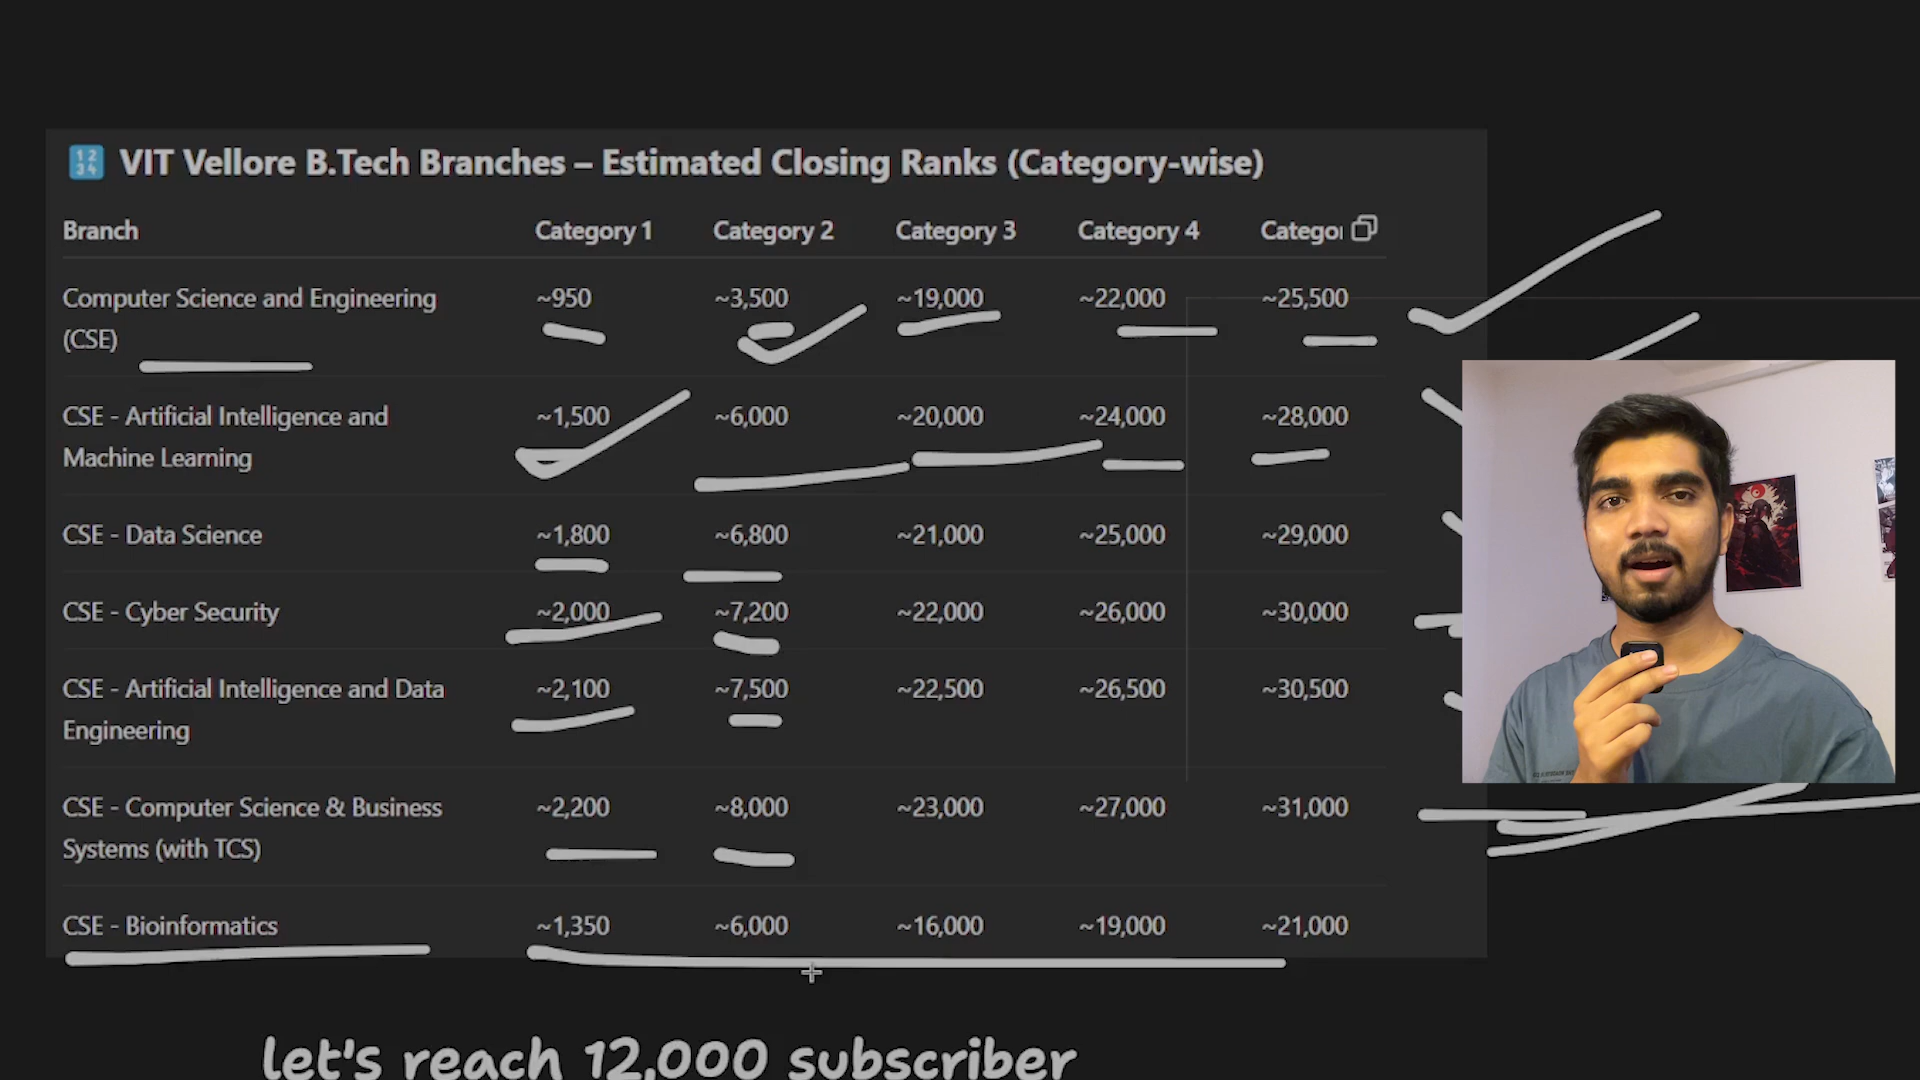 VIT Vellore B.Tech Branches – Estimated Closing Ranks (Category-wise)
Branch Category 1 Category 2 Category 3 Category 4 Categor
Computer Science and Engineering (CSE) ~950 ~3,500 ~19,000 ~22,000 ~25,500
CSE - Artificial Intelligence and Machine Learning ~1,500 ~6,000 ~20,000 ~24,000 ~28,000
CSE - Data Science ~1,800 ~6,800 ~21,000 ~25,000 ~29,000
CSE - Cyber Security ~2,000 ~7,200 ~22,000 ~26,000 ~30,000
CSE - Artificial Intelligence and Data Engineering ~2,100 ~7,500 ~22,500 ~26,500 ~30,500
CSE - Computer Science & Business Systems (with TCS) ~2,200 ~8,000 ~23,000 ~27,000 ~31,000
CSE - Bioinformatics ~1,350 ~6,000 ~16,000 ~19,000 ~21,000
let's reach 12,000 subscriber